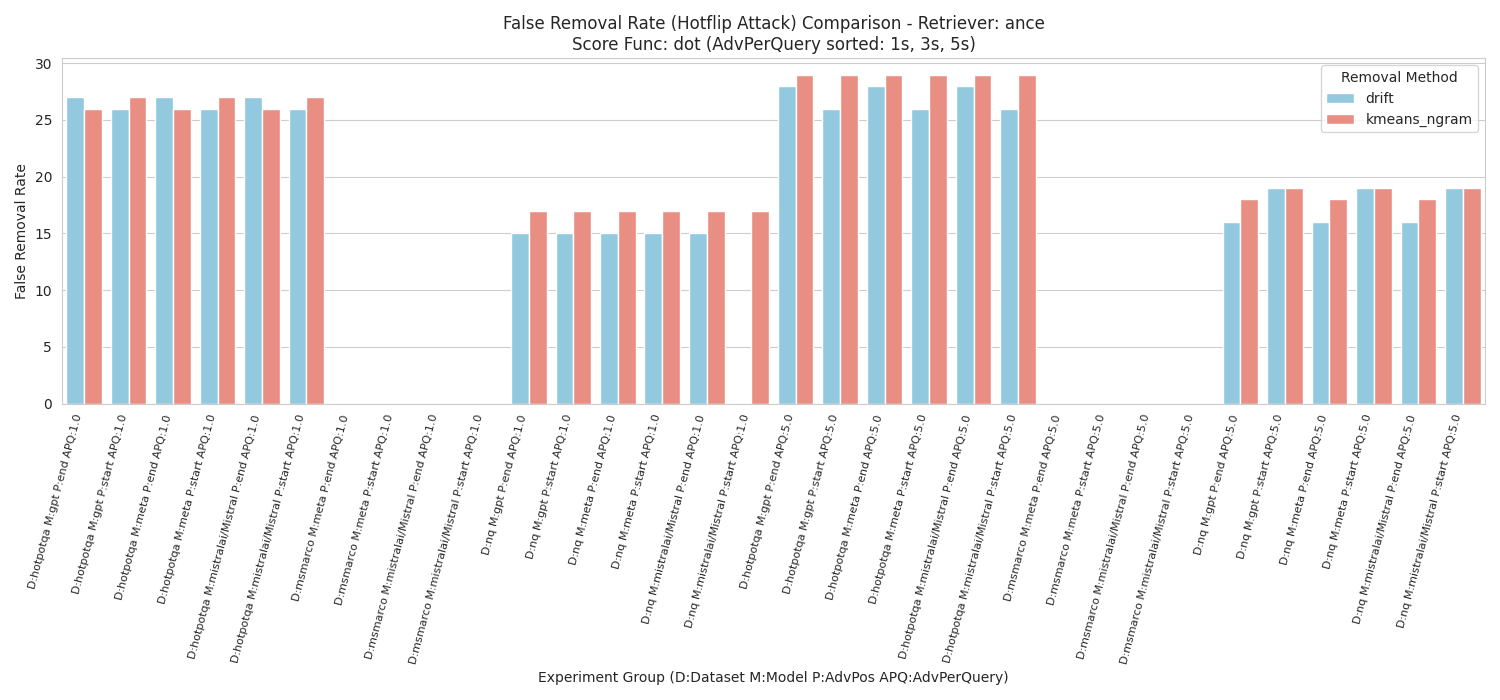 False Removal Rate (Hotflip Attack) Comparison - Retriever: ance
Score Func: dot (AdvPerQuery sorted: 1s, 3s, 5s)
Removal Method
drift
kmeans_ngram
False Removal Rate
30
25
20
15
10
5
0
D:hotpotqa M:gpt P:end APQ:1.0
D:hotpotqa M:gpt P:start APQ:1.0
D:hotpotqa M:meta P:end APQ:1.0
D:hotpotqa M:meta P:start APQ:1.0
D:hotpotqa M:mistralai/Mistral P:end APQ:1.0
D:hotpotqa M:mistralai/Mistral P:start APQ:1.0
D:msmarco M:meta P:end APQ:1.0
D:msmarco M:meta P:start APQ:1.0
D:msmarco M:mistralai/Mistral P:end APQ:1.0
D:msmarco M:mistralai/Mistral P:start APQ:1.0
D:nq M:gpt P:end APQ:1.0
D:nq M:gpt P:start APQ:1.0
D:nq M:meta P:end APQ:1.0
D:nq M:meta P:start APQ:1.0
D:nq M:mistralai/Mistral P:end APQ:1.0
D:nq M:mistralai/Mistral P:start APQ:1.0
D:hotpotqa M:gpt P:end APQ:5.0
D:hotpotqa M:gpt P:start APQ:5.0
D:hotpotqa M:meta P:end APQ:5.0
D:hotpotqa M:meta P:start APQ:5.0
D:hotpotqa M:mistralai/Mistral P:end APQ:5.0
D:hotpotqa M:mistralai/Mistral P:start APQ:5.0
D:msmarco M:meta P:end APQ:5.0
D:msmarco M:meta P:start APQ:5.0
D:msmarco M:mistralai/Mistral P:end APQ:5.0
D:msmarco M:mistralai/Mistral P:start APQ:5.0
D:nq M:gpt P:end APQ:5.0
D:nq M:gpt P:start APQ:5.0
D:nq M:meta P:end APQ:5.0
D:nq M:meta P:start APQ:5.0
D:nq M:mistralai/Mistral P:end APQ:5.0
D:nq M:mistralai/Mistral P:start APQ:5.0
Experiment Group (D:Dataset M:Model P:AdvPos APQ:AdvPerQuery)